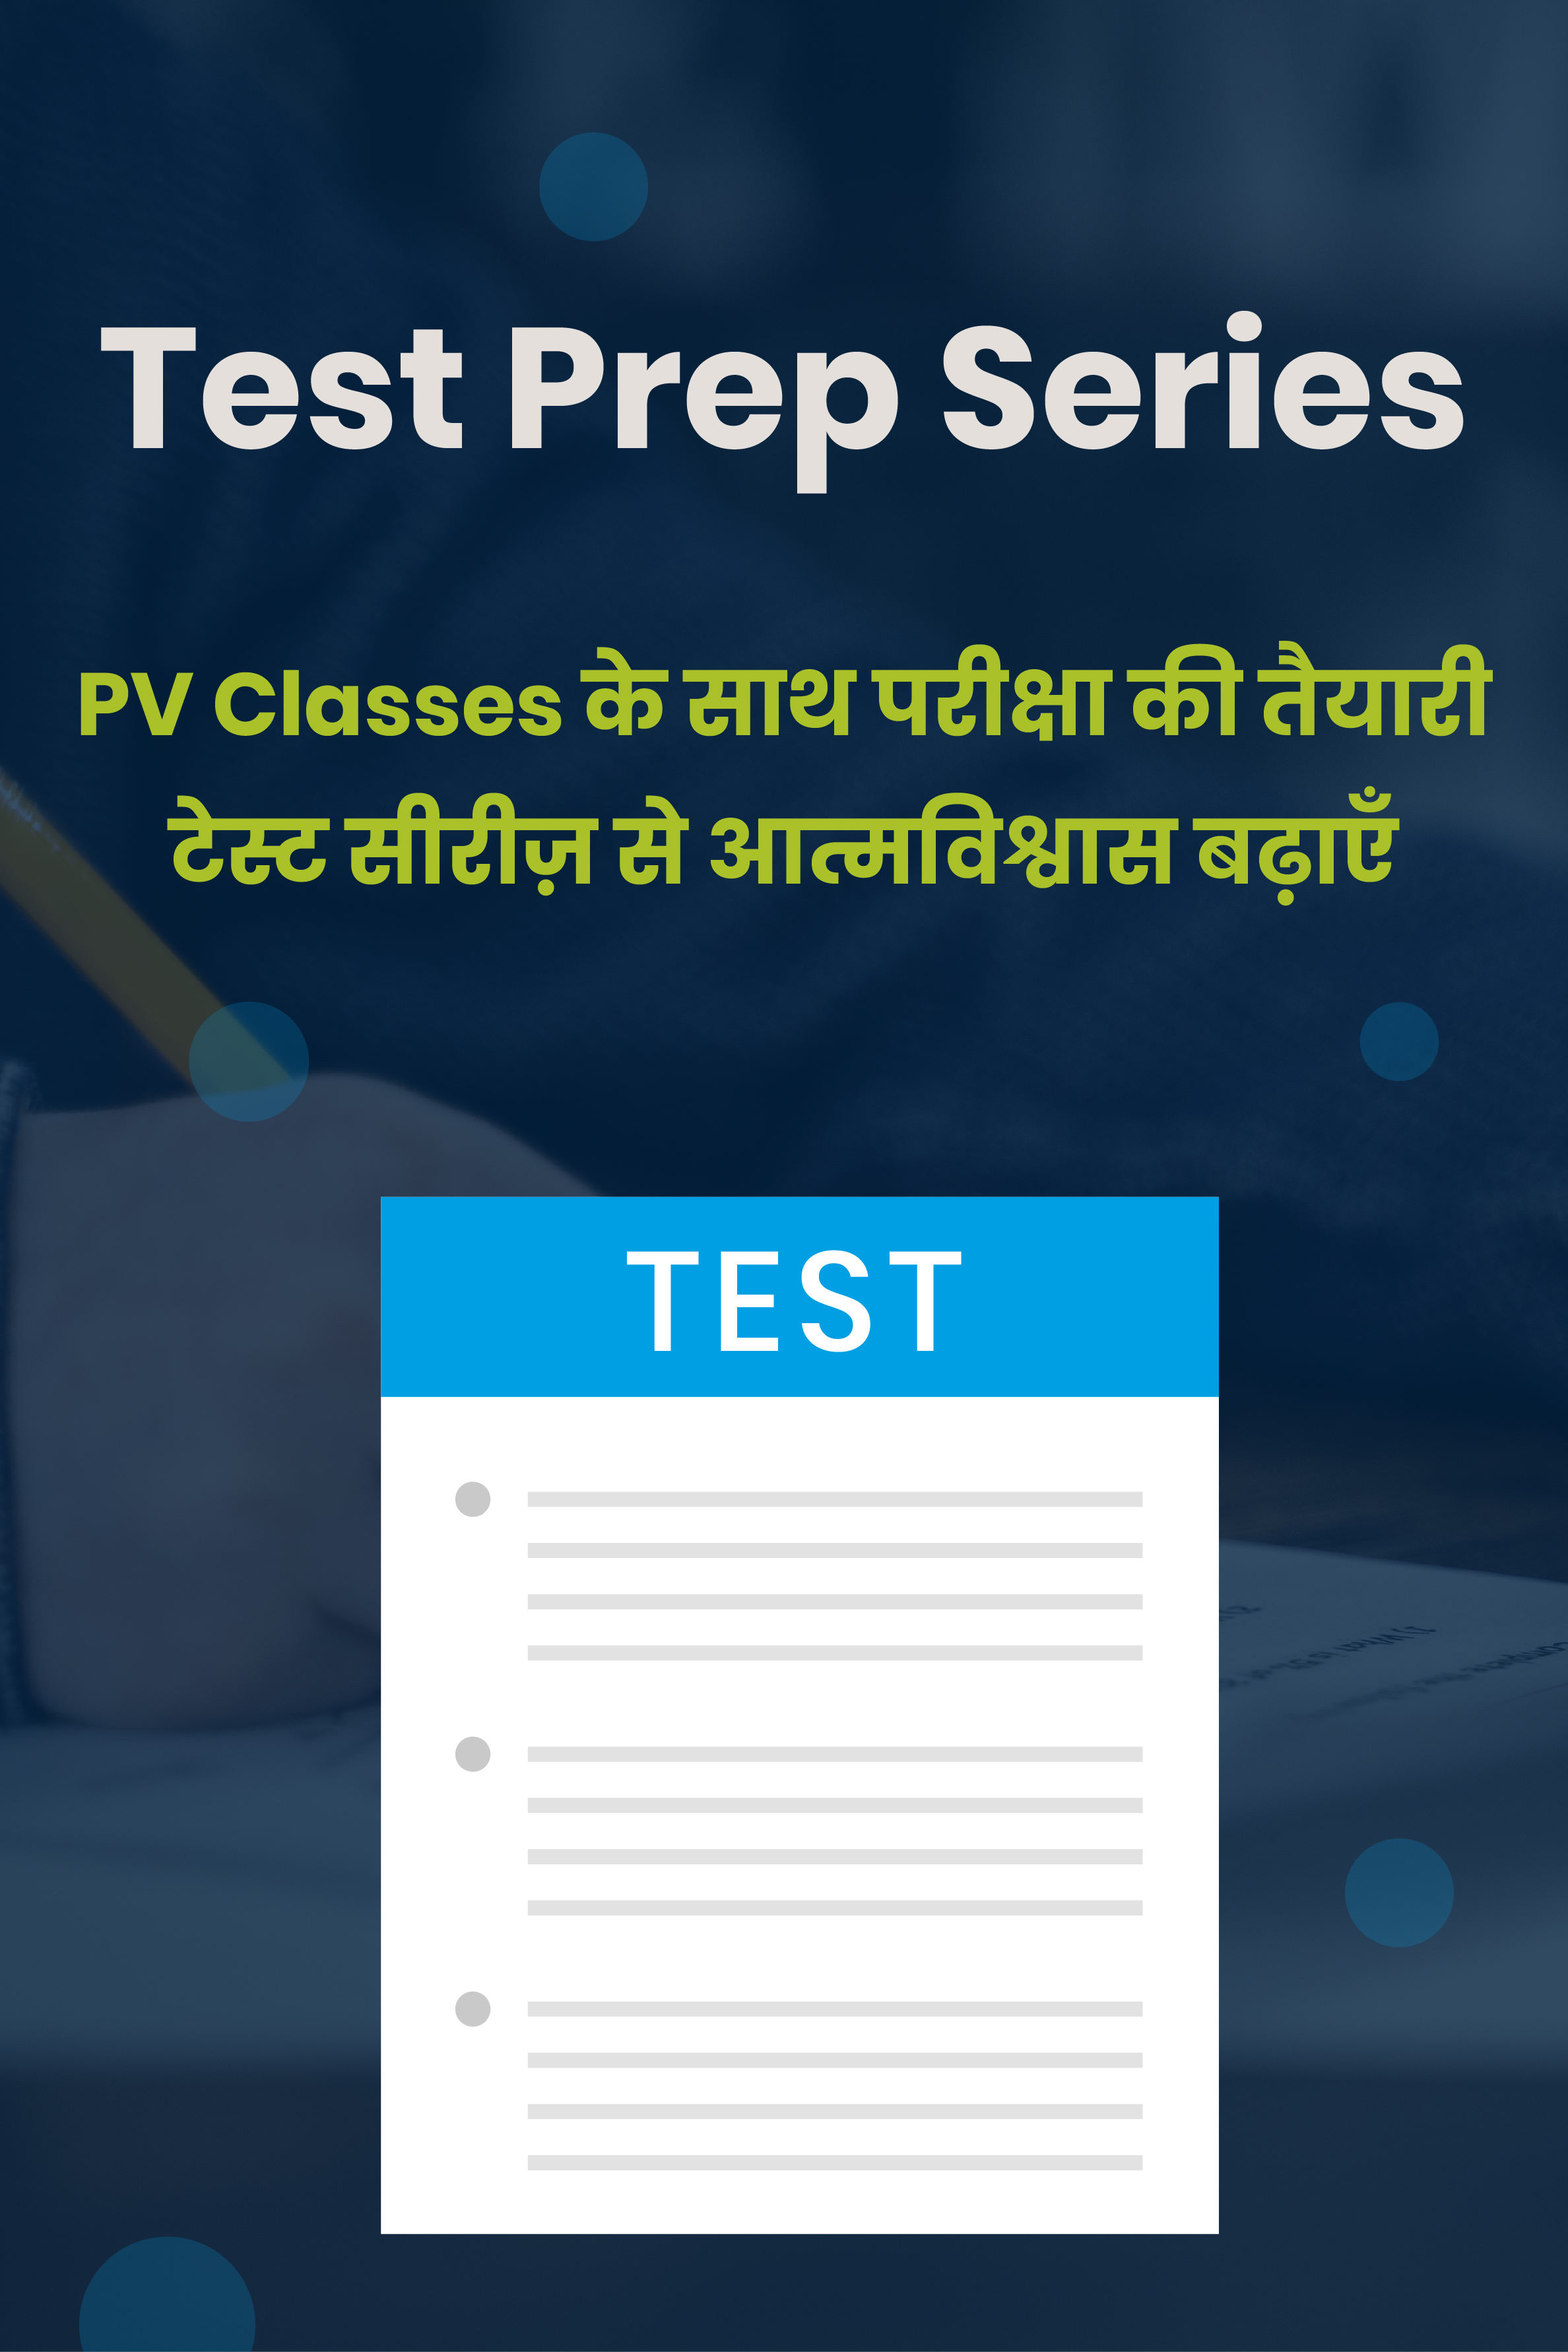 Test Prep Series
PV Classes के साथ परीक्षा की तैयारी
टेस्ट सीरीज़ से आत्मविश्वास बढ़ाएँ
TEST